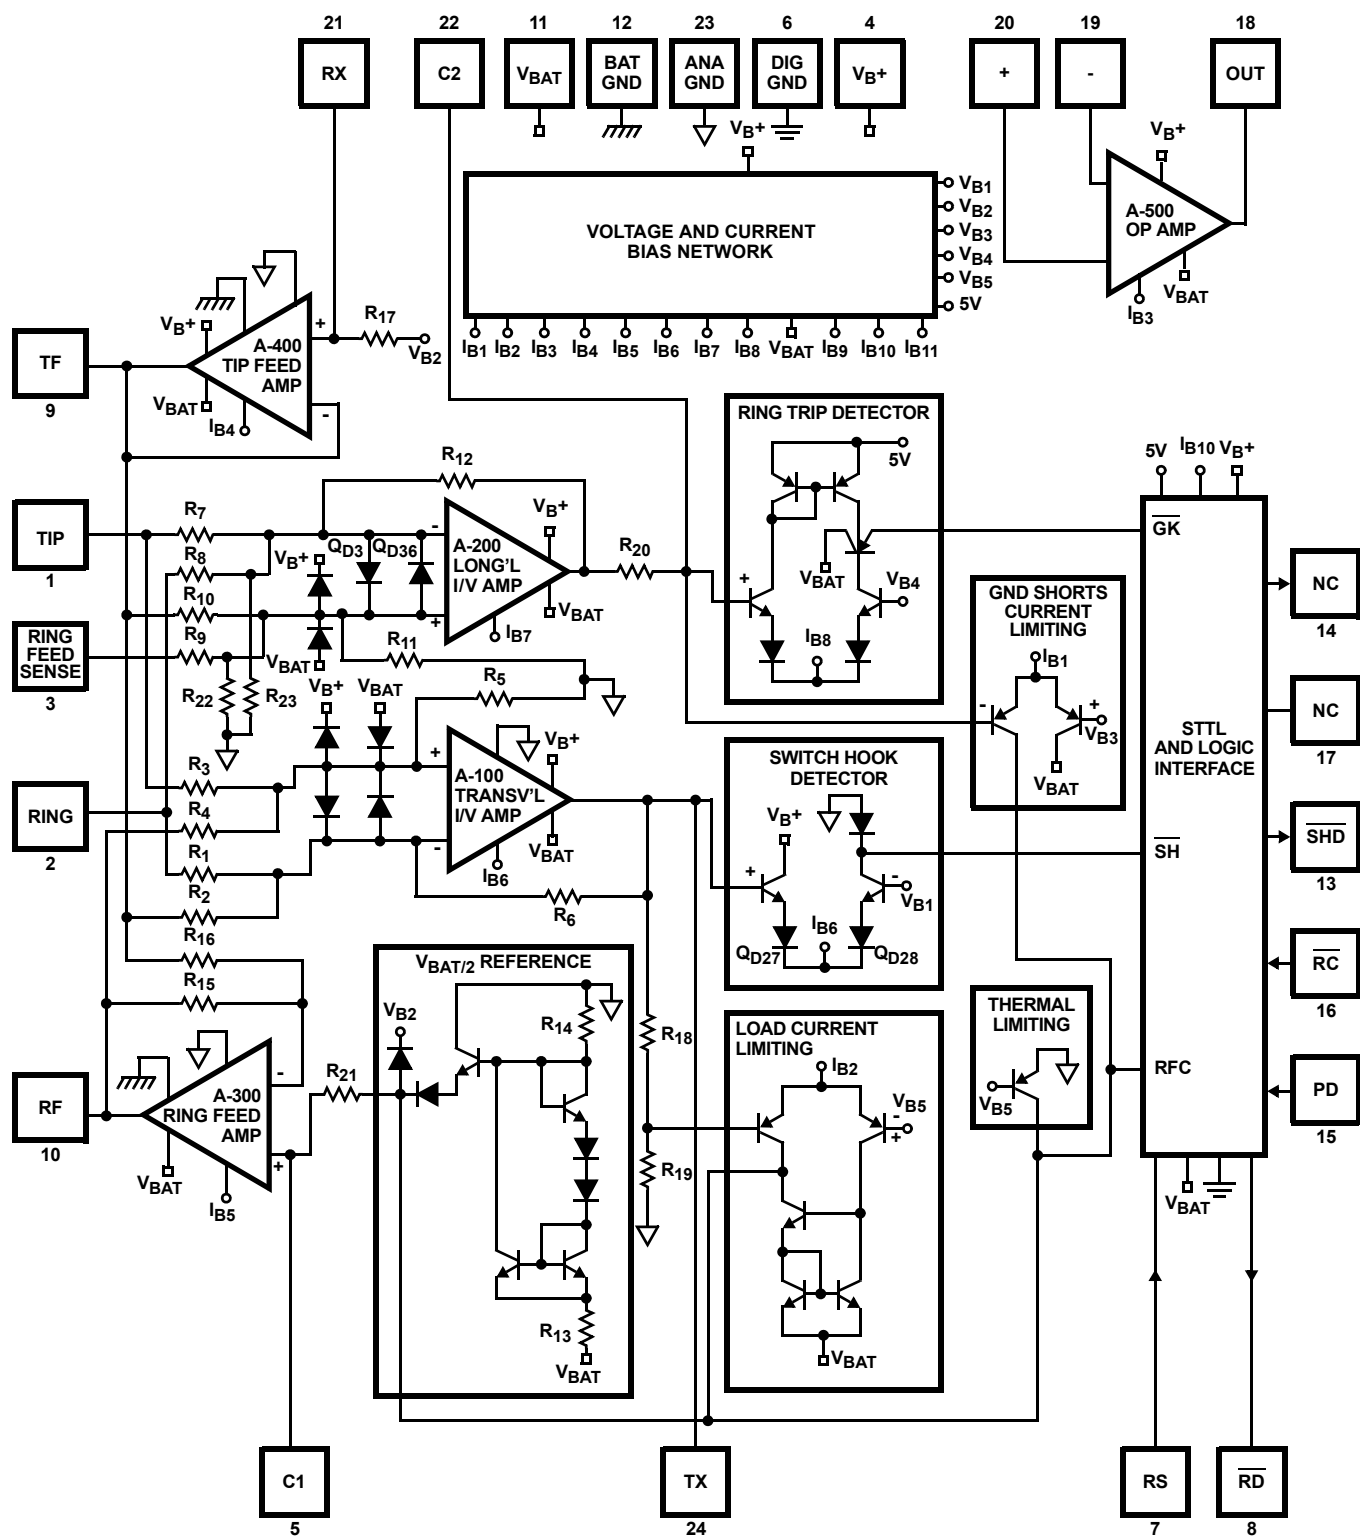 21 22 11 12 23 6 4 20 19 18
RX
C2
VBAT
BAT
GND
ANA
GND
DIG
GND
VB+
+
-
OUT
VB+
VOLTAGE AND CURRENT
BIAS NETWORK
VB1
VB2
VB3
VB4
VB5
5V
IB1 IB2 IB3 IB4 IB5 IB6 IB7 IB8 VBAT IB9 IB10 IB11
VB+
A-500
OP AMP
VBAT
IB3
TF
9
VB+
A-400
TIP FEED
AMP
+
-
VBAT
IB4
R17
VB2
TIP
1
R7
R8
R10
R9
R22
R23
R12
VB+
QD3
QD36
VBAT
-
+
A-200
LONG'L
I/V AMP
VB+
VBAT
IB7
R20
R11
R5
RING
FEED
SENSE
3
RING TRIP DETECTOR
5V
VBAT
+
VB4
IB8
GND SHORTS
CURRENT
LIMITING
IB1
-
+
VB3
VBAT
5V IB10 VB+
GK
STTL
AND LOGIC
INTERFACE
SH
RFC
VBAT
NC
14
NC
17
SHD
13
RC
16
PD
15
RING
2
R3
R4
R1
R2
R16
R15
VB+
VBAT
+
-
A-100
TRANSV'L
I/V AMP
VB+
VBAT
IB6
R6
SWITCH HOOK
DETECTOR
VB+
+
-
VB1
IB6
QD27
QD28
RF
10
A-300
RING FEED
AMP
-
+
VBAT
IB5
R21
VBAT/2 REFERENCE
VB2
R14
R13
VBAT
R18
R19
LOAD CURRENT
LIMITING
IB2
VB5
-
+
VBAT
THERMAL
LIMITING
VB5
C1
5
TX
24
RS
7
RD
8